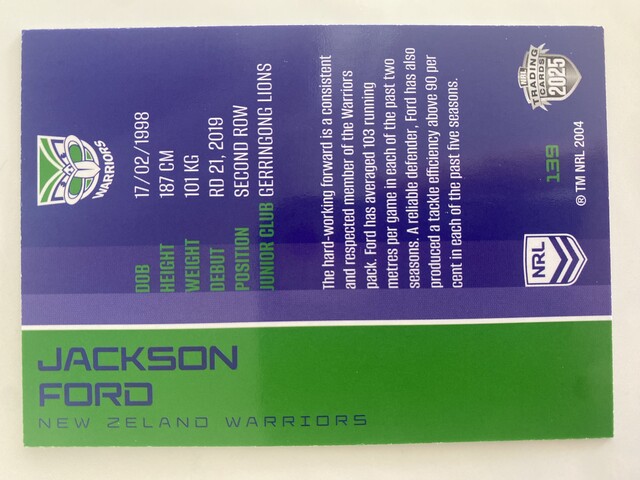 JACKSON
FORD
NEW ZELAND WARRIORS
WARRIORS
DOB 17/02/1998
HEIGHT 187 CM
WEIGHT 101 KG
DEBUT RD 21, 2019
POSITION SECOND ROW
JUNIOR CLUB GERRINGONG LIONS
The hard-working forward is a consistent
and respected member of the Warriors
pack. Ford has averaged 103 running
metres per game in each of the past two
seasons. A reliable defender, Ford has also
produced a tackle efficiency above 90 per
cent in each of the past five seasons.
NRL
139
® TM NRL 2004
NRL
TRADING
CARDS
2025